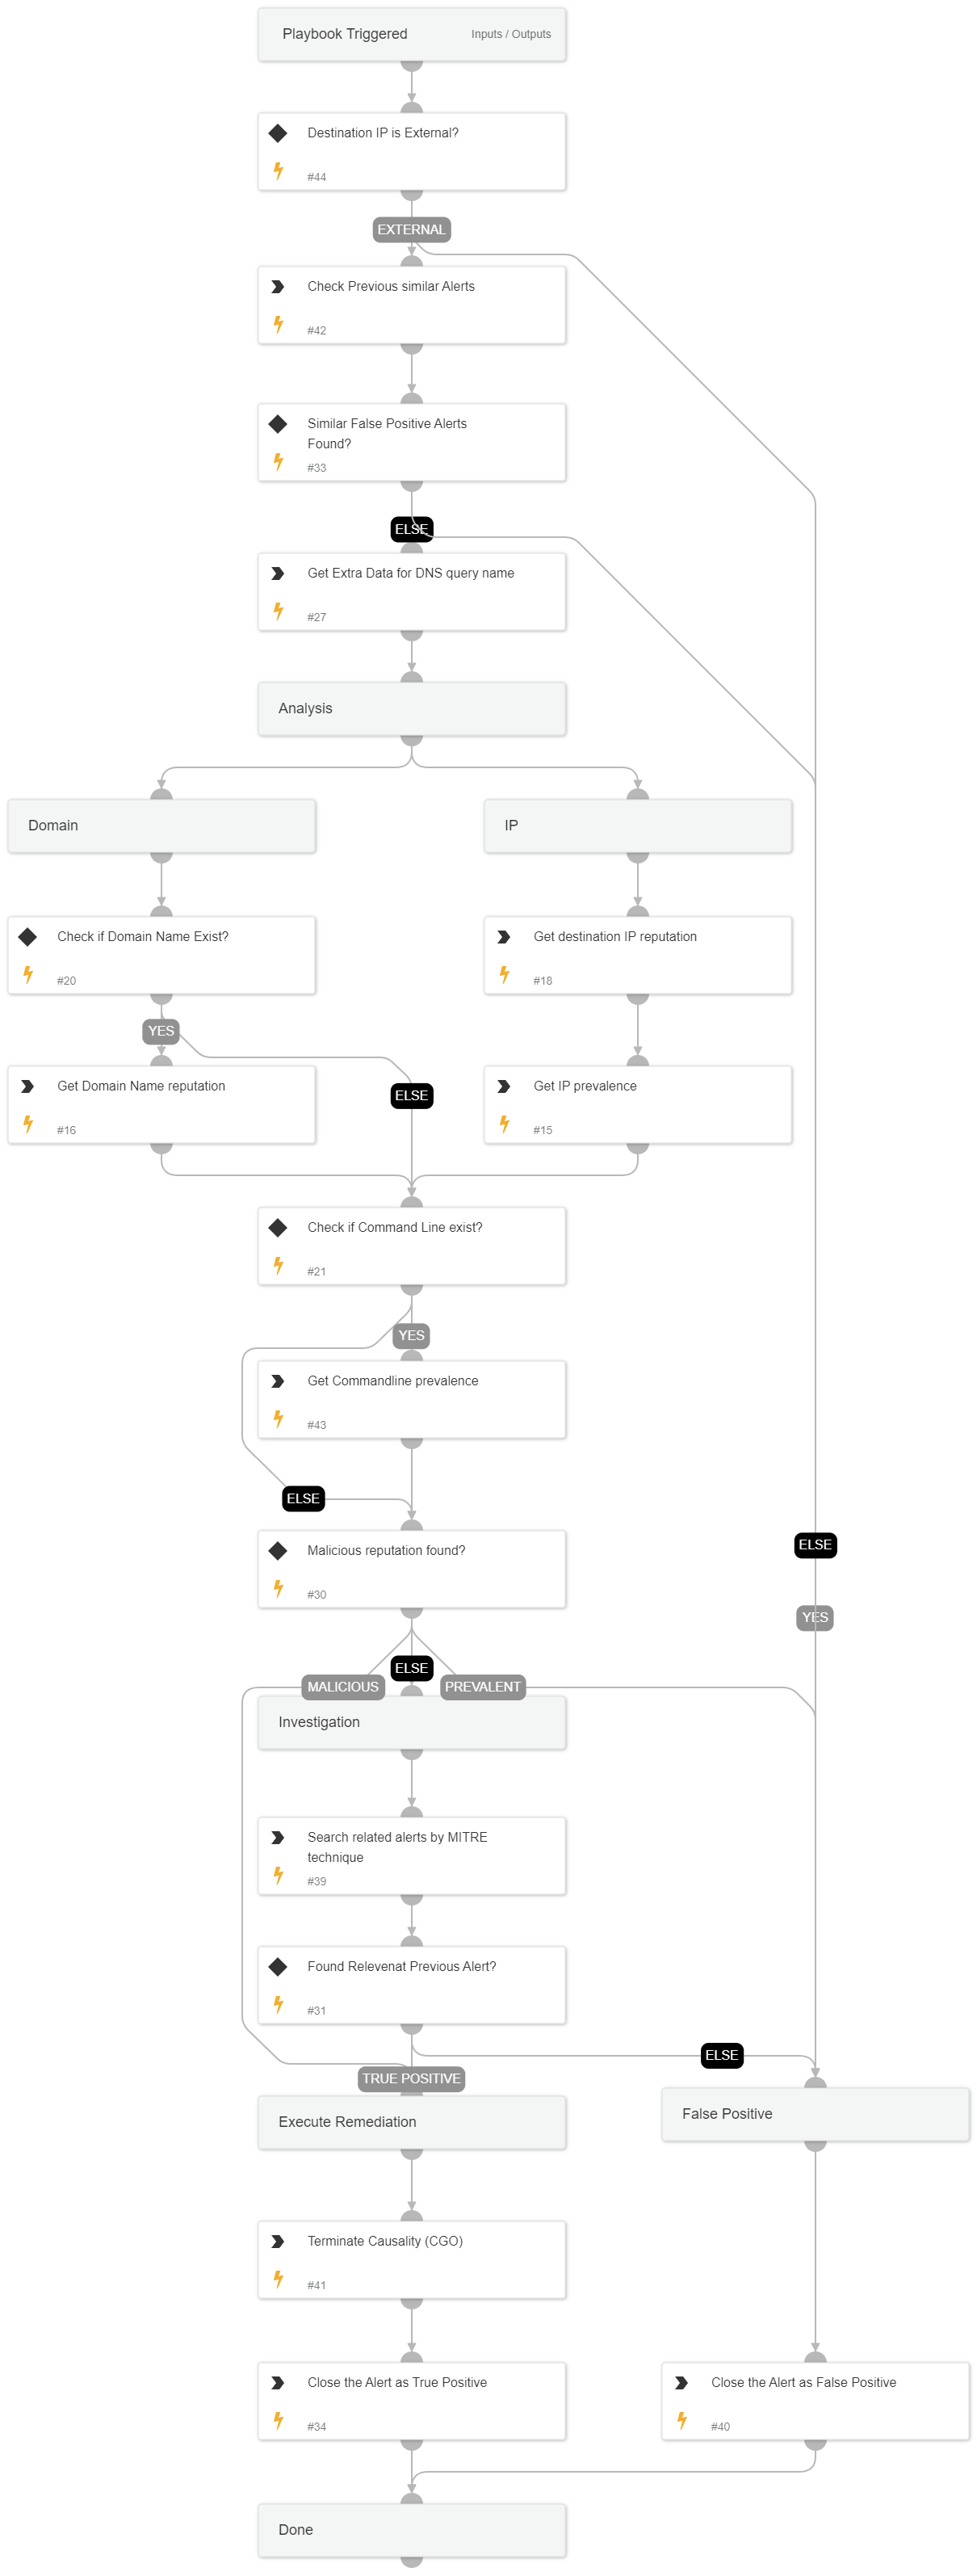 Playbook Triggered
Inputs / Outputs
Destination IP is External?
#44
EXTERNAL
Check Previous similar Alerts
#42
Similar False Positive Alerts
Found?
#33
ELSE
Get Extra Data for DNS query name
#27
Analysis
Domain
IP
Check if Domain Name Exist?
#20
Get destination IP reputation
#18
YES
Get Domain Name reputation
#16
ELSE
Get IP prevalence
#15
Check if Command Line exist?
#21
YES
Get Commandline prevalence
#43
ELSE
Malicious reputation found?
#30
ELSE
YES
ELSE
MALICIOUS
PREVALENT
Investigation
Search related alerts by MITRE
technique
#39
Found Relevenat Previous Alert?
#31
ELSE
TRUE POSITIVE
Execute Remediation
False Positive
Terminate Causality (CGO)
#41
Close the Alert as True Positive
#34
Close the Alert as False Positive
#40
Done